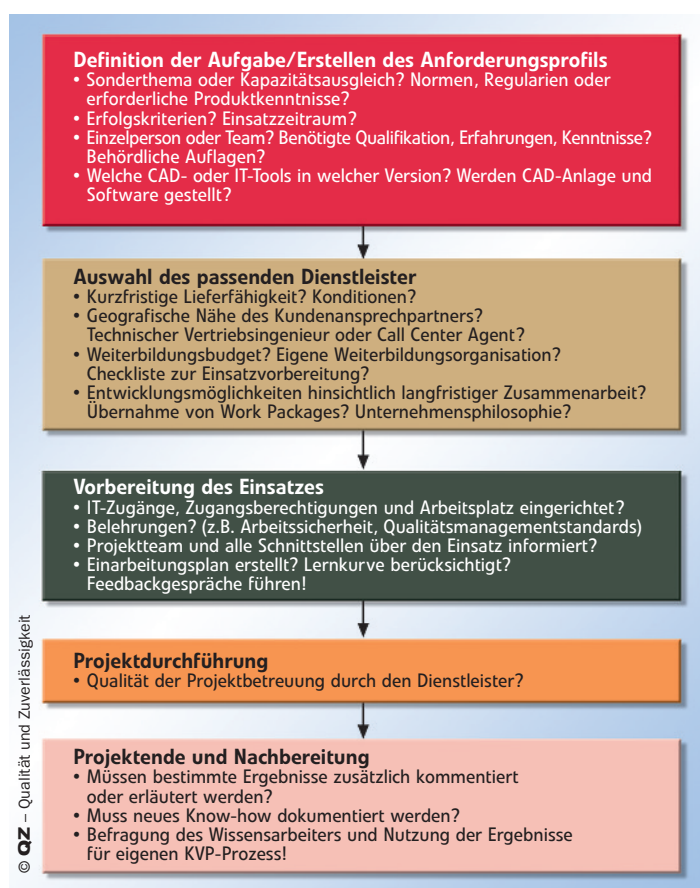 Definition der Aufgabe/Erstellen des Anforderungsprofils
• Sonderthema oder Kapazitätsausgleich? Normen, Regularien oder
erforderliche Produktkenntnisse?
• Erfolgskriterien? Einsatzzeitraum?
• Einzelperson oder Team? Benötigte Qualifikation, Erfahrungen, Kenntnisse?
Behördliche Auflagen?
• Welche CAD- oder IT-Tools in welcher Version? Werden CAD-Anlage und
Software gestellt?
Auswahl des passenden Dienstleister
• Kurzfristige Lieferfähigkeit? Konditionen?
• Geografische Nähe des Kundenansprechpartners?
Technischer Vertriebsingenieur oder Call Center Agent?
• Weiterbildungsbudget? Eigene Weiterbildungsorganisation?
Checkliste zur Einsatzvorbereitung?
• Entwicklungsmöglichkeiten hinsichtlich langfristiger Zusammenarbeit?
Übernahme von Work Packages? Unternehmensphilosophie?
Vorbereitung des Einsatzes
• IT-Zugänge, Zugangsberechtigungen und Arbeitsplatz eingerichtet?
• Belehrungen? (z.B. Arbeitssicherheit, Qualitätsmanagementstandards)
• Projektteam und alle Schnittstellen über den Einsatz informiert?
• Einarbeitungsplan erstellt? Lernkurve berücksichtigt?
Feedbackgespräche führen!
Projektdurchführung
• Qualität der Projektbetreuung durch den Dienstleister?
Projektende und Nachbereitung
• Müssen bestimmte Ergebnisse zusätzlich kommentiert
oder erläutert werden?
• Muss neues Know-how dokumentiert werden?
• Befragung des Wissensarbeiters und Nutzung der Ergebnisse
für eigenen KVP-Prozess!
© QZ – Qualität und Zuverlässigkeit